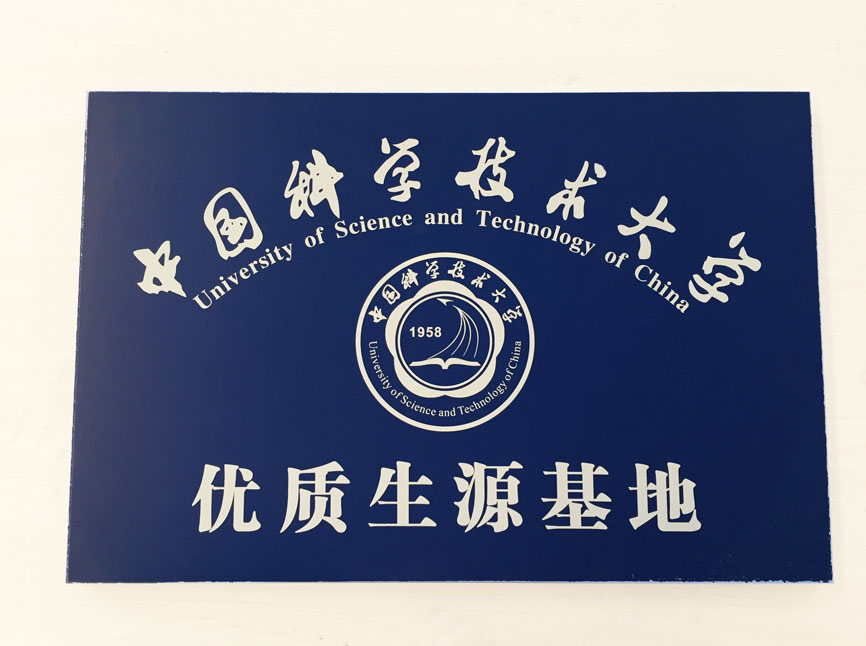 中国科学技术大学
University of Science and Technology of China
中国科学技术大学
1958
University of Science and Technology of China
优质生源基地